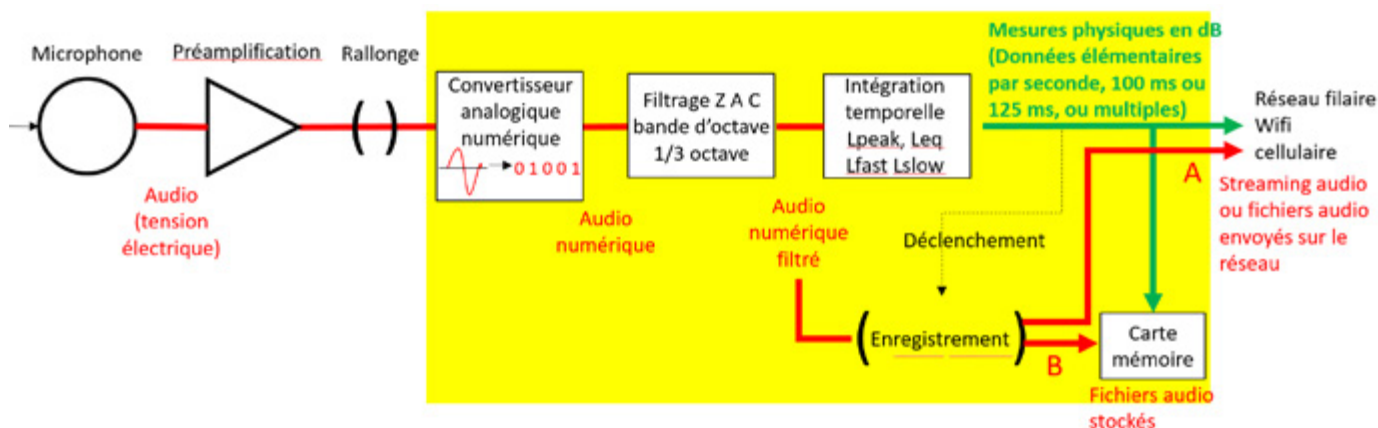 Microphone
Préamplification
Rallonge
Audio
(tension
électrique)
Convertisseur
analogique
numérique
0 1 0 0 1
Audio
numérique
Filtrage Z A C
bande d'octave
1/3 octave
Intégration
temporelle
Lpeak, Leq
Lfast Lslow
Audio
numérique
filtré
Mesures physiques en dB
(Données élémentaires
par seconde, 100 ms ou
125 ms, ou multiples)
Déclenchement
(Enregistrement)
A
B
Carte
mémoire
Fichiers audio
stockés
Réseau filaire
Wifi
cellulaire
Streaming audio
ou fichiers audio
envoyés sur le
réseau